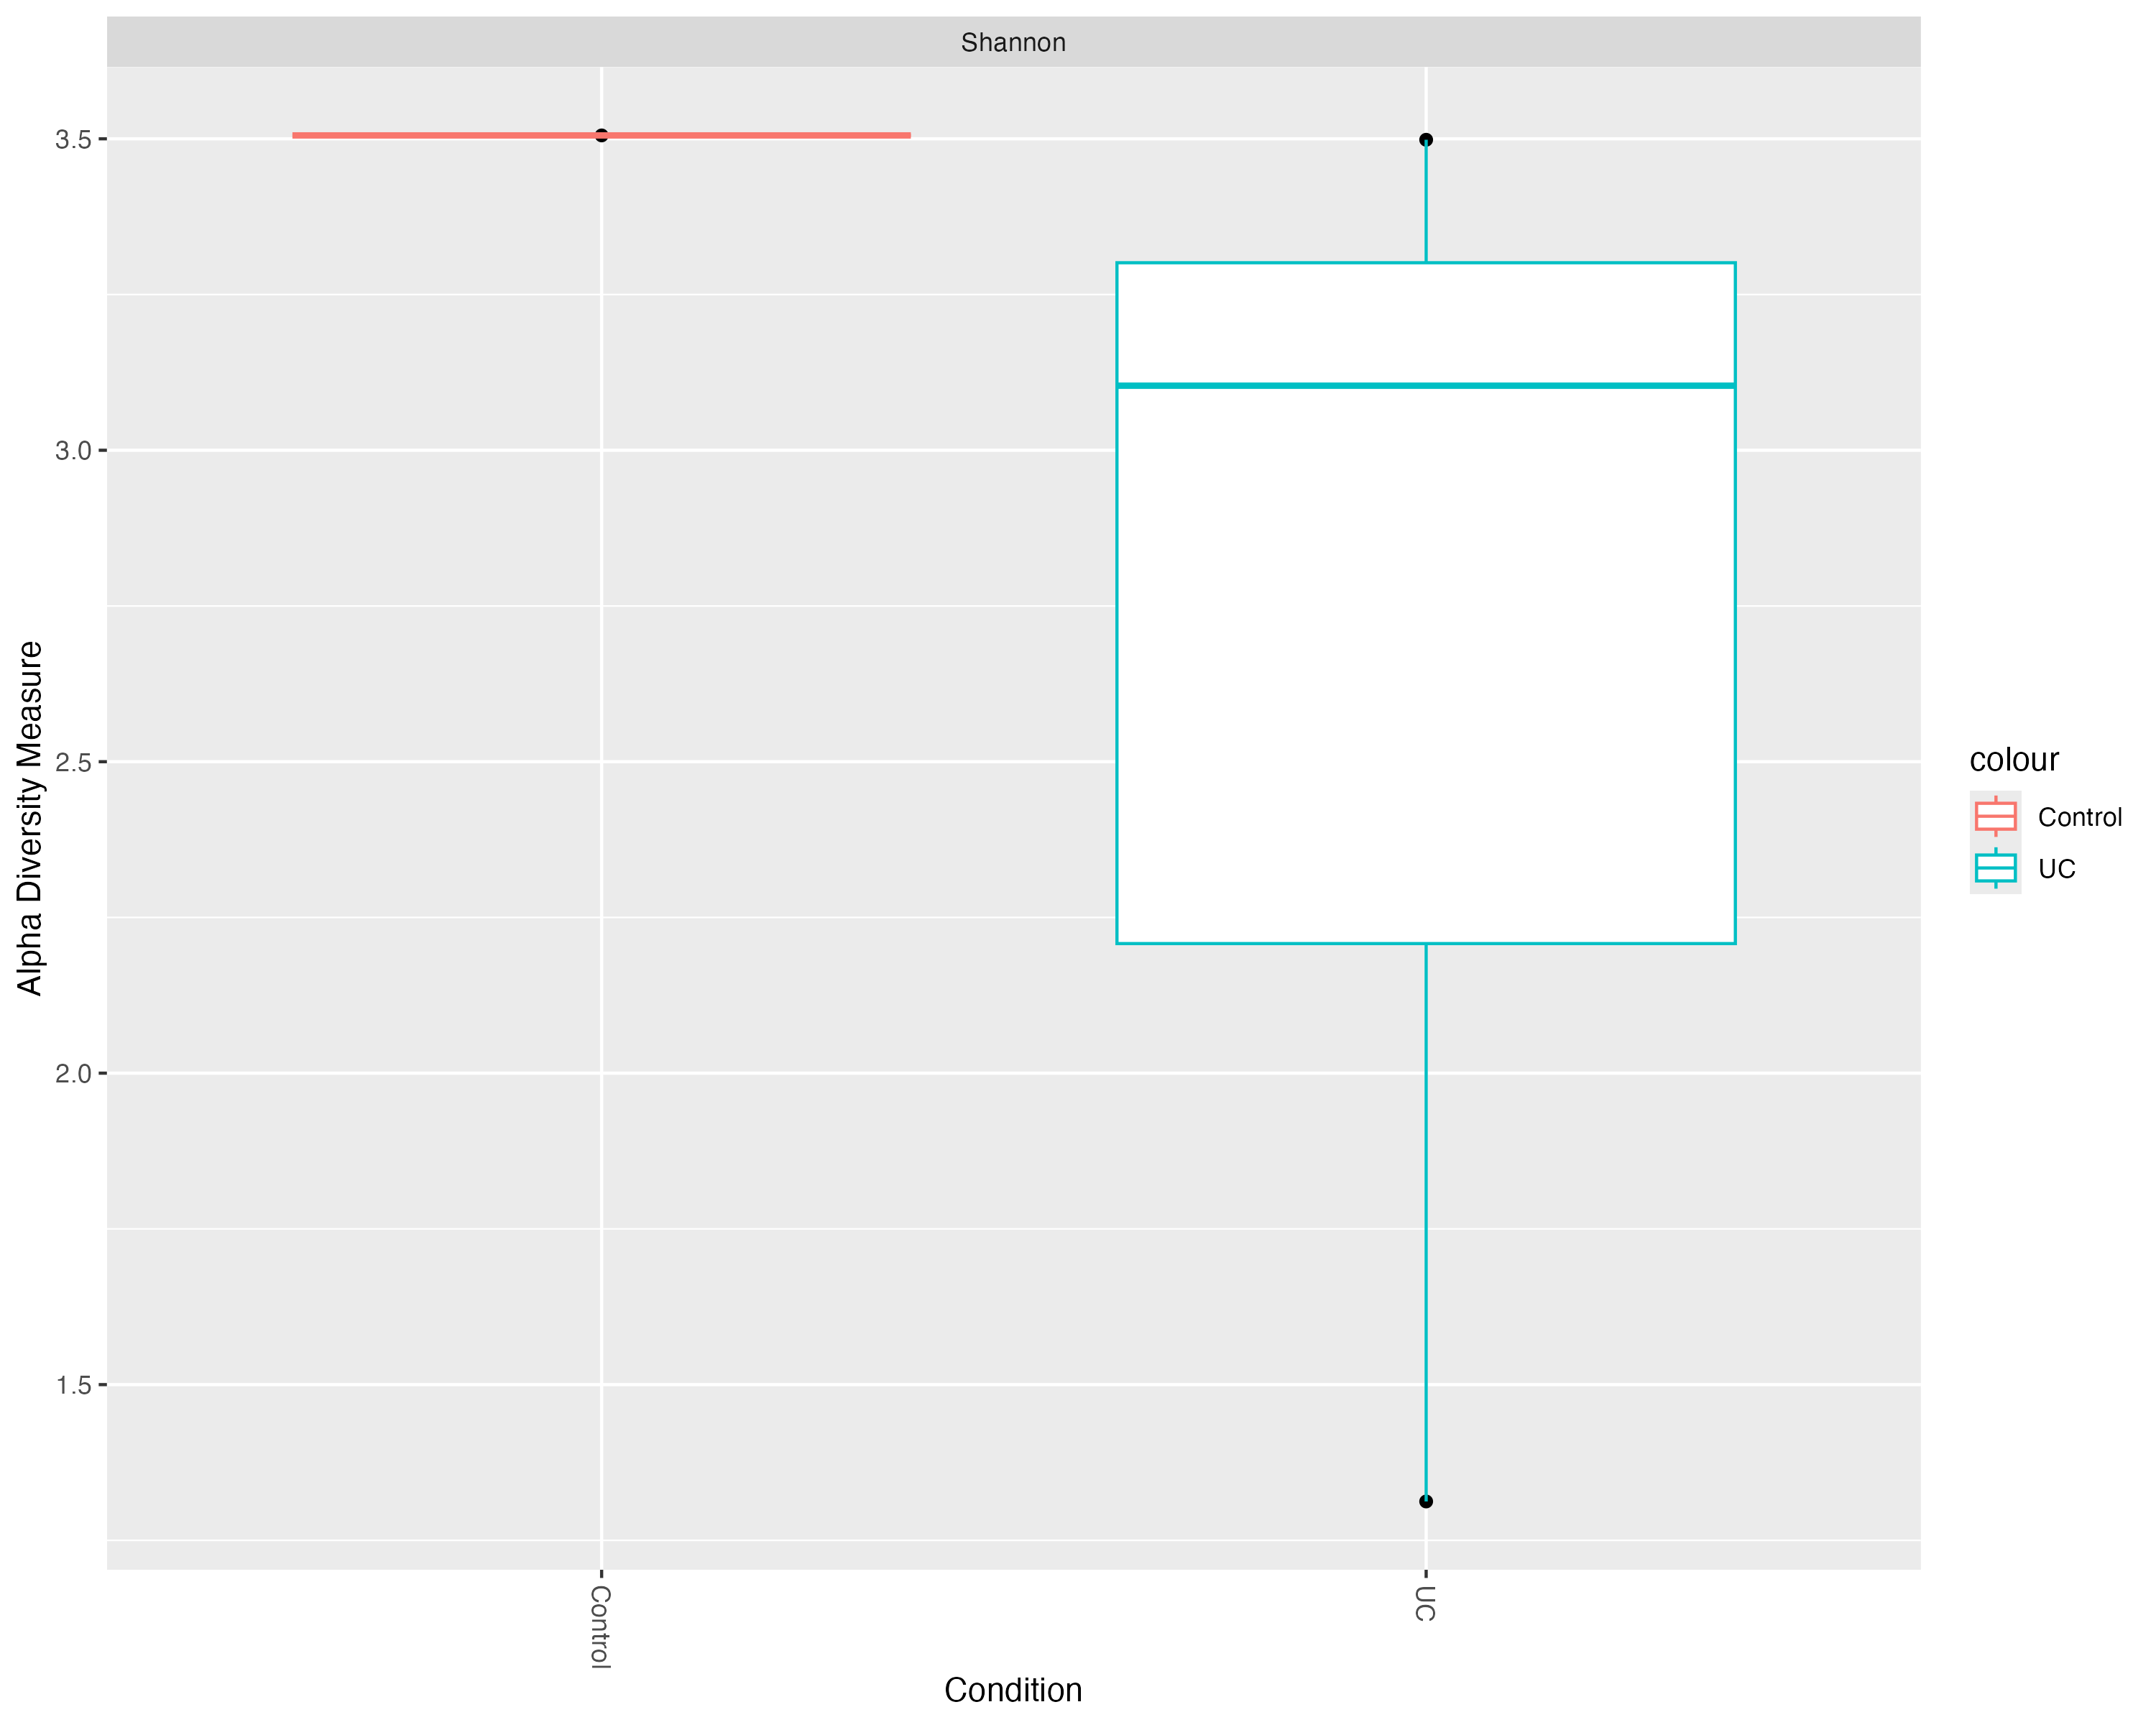 Shannon
3.5
3.0
2.5
2.0
1.5
Alpha Diversity Measure
Control
UC
Condition
colour
Control
UC